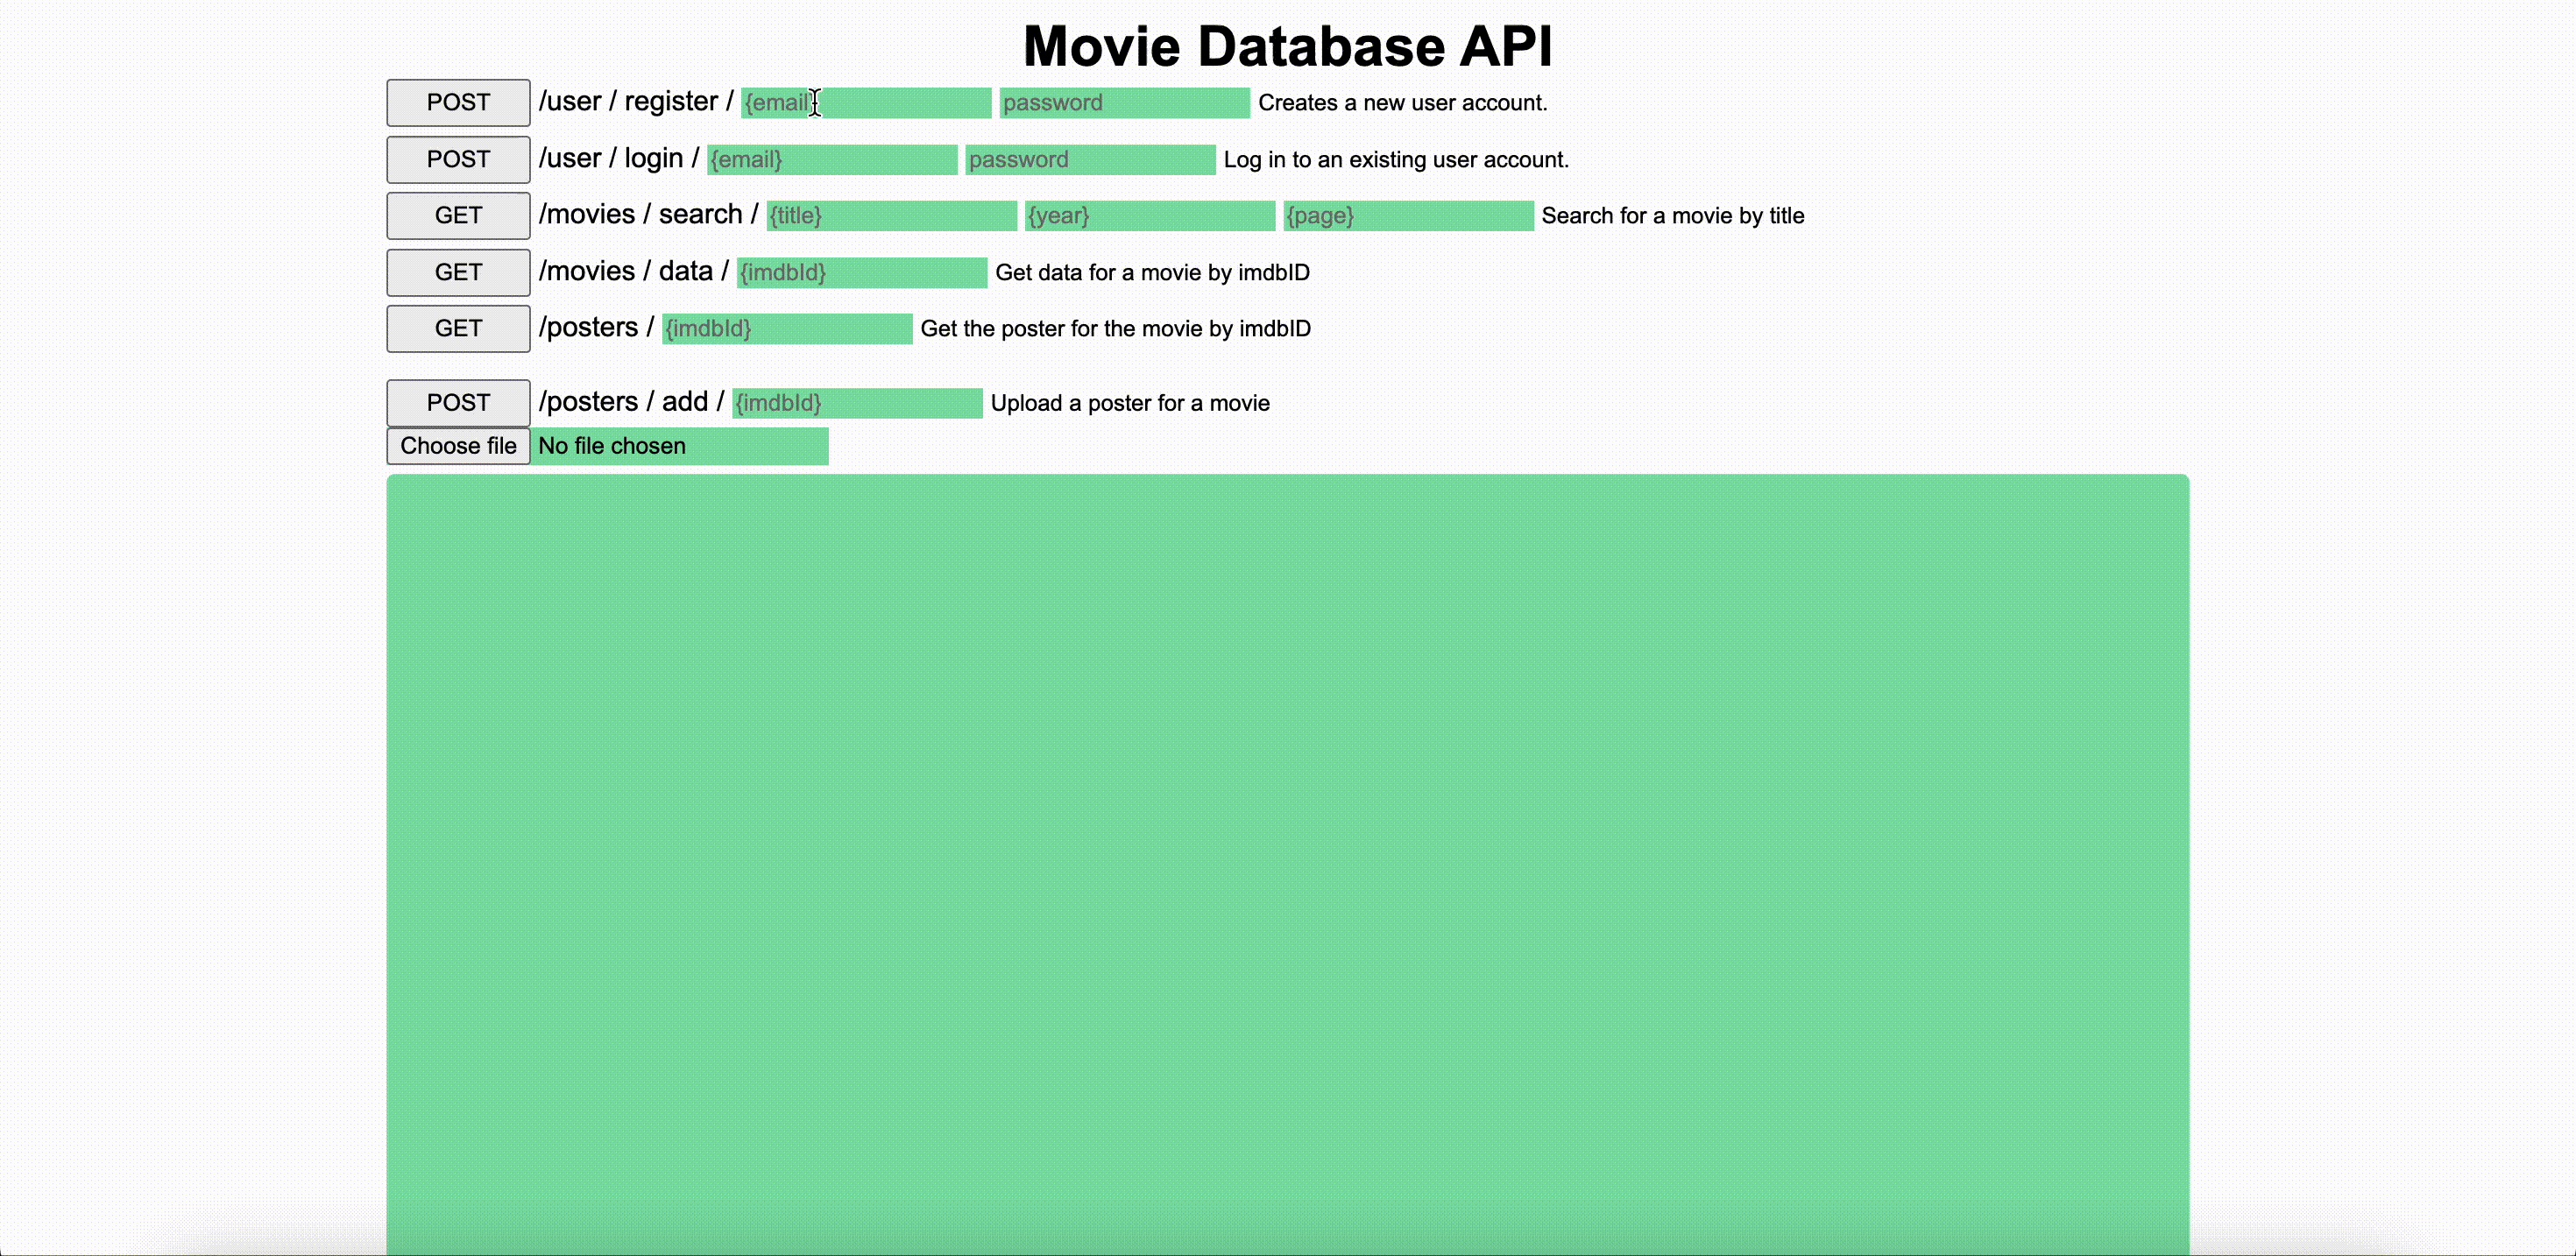 Movie Database API
POST /user / register / {email} password Creates a new user account.
POST /user / login / {email} password Log in to an existing user account.
GET /movies / search / {title} {year} {page} Search for a movie by title
GET /movies / data / {imdbId} Get data for a movie by imdbID
GET /posters / {imdbId} Get the poster for the movie by imdbID
POST /posters / add / {imdbId} Upload a poster for a movie
Choose file No file chosen